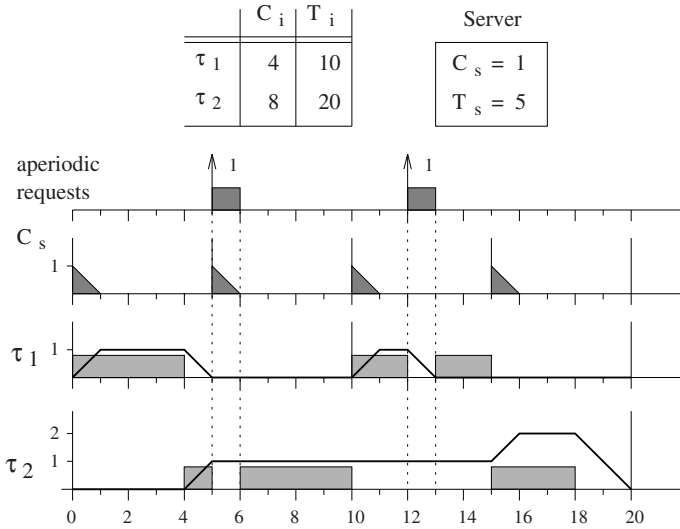 C i T i
τ 1 4 10
τ 2 8 20
Server
C s = 1
T s = 5
aperiodic
requests
1 1
C s
1
τ 1
1
τ 2
2
1
0 2 4 6 8 10 12 14 16 18 20